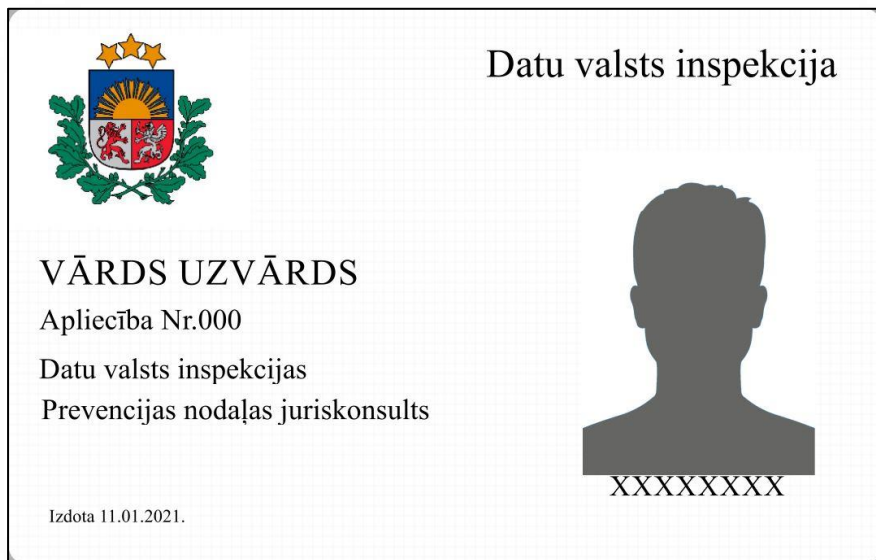 Datu valsts inspekcija
VĀRDS UZVĀRDS
Apliecība Nr.000
Datu valsts inspekcijas
Prevencijas nodaļas juriskonsults
XXXXXXXX
Izdota 11.01.2021.